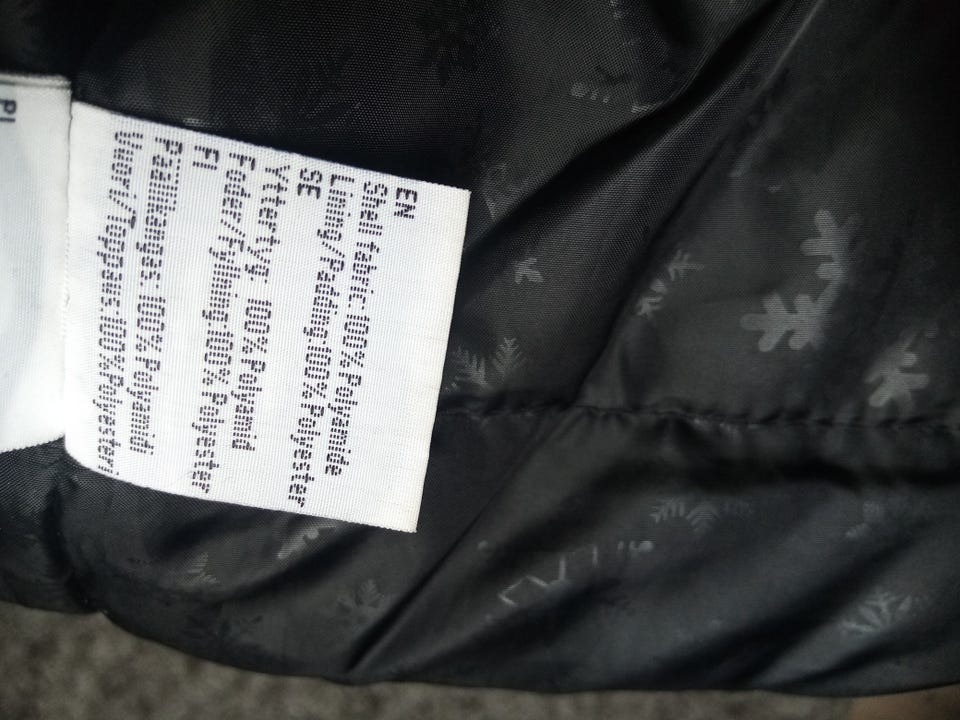 EN
Shell fabric:100% Polyamide
Lining/Padding:100% Polyester
SE
Yttertyg: 100% Polyamid
Foder/Fyllning:100% Polyester
FI
Päällikangas:100% Polyamidi
Vuori/Topaus:100% Polyesteri